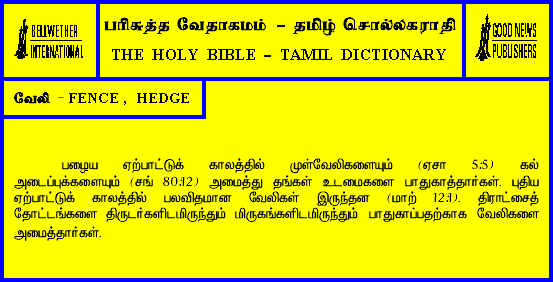 BELLWETHER
INTERNATIONAL
பரிசுத்த வேதாகமம் – தமிழ் சொல்லகராதி
THE HOLY BIBLE – TAMIL DICTIONARY
GOOD NEWS
PUBLISHERS
வேலி - FENCE , HEDGE
பழைய ஏற்பாட்டுக் காலத்தில் முள்வேலிகளையும் (ஏசா 5:5) கல்
அடைப்புக்களையும் (சங் 80:12) அமைத்து தங்கள் உடமைகளை பாதுகாத்தார்கள். புதிய
ஏற்பாட்டுக் காலத்தில் பலவிதமான வேலிகள் இருந்தன (மாற் 12:1). திராட்சைத்
தோட்டங்களை திருடர்களிடமிருந்தும் மிருகங்களிடமிருந்தும் பாதுகாப்பதற்காக வேலிகளை
அமைத்தார்கள்.